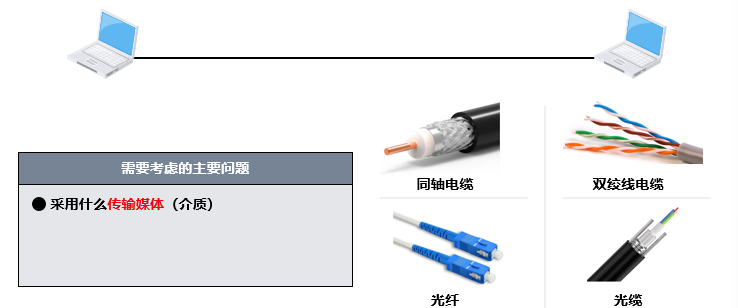 需要考虑的主要问题
● 采用什么传输媒体（介质）
同轴电缆
双绞线电缆
光纤
光缆